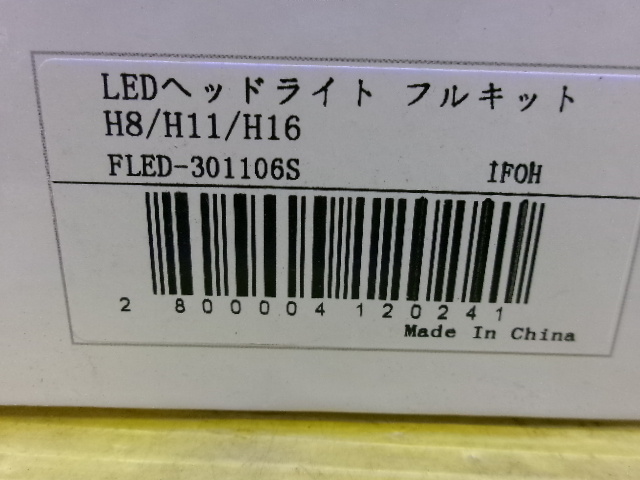 LEDヘッドライト フルキット
H8/H11/H16
FLED-301106S IFOH
2 800004 120241
Made In China